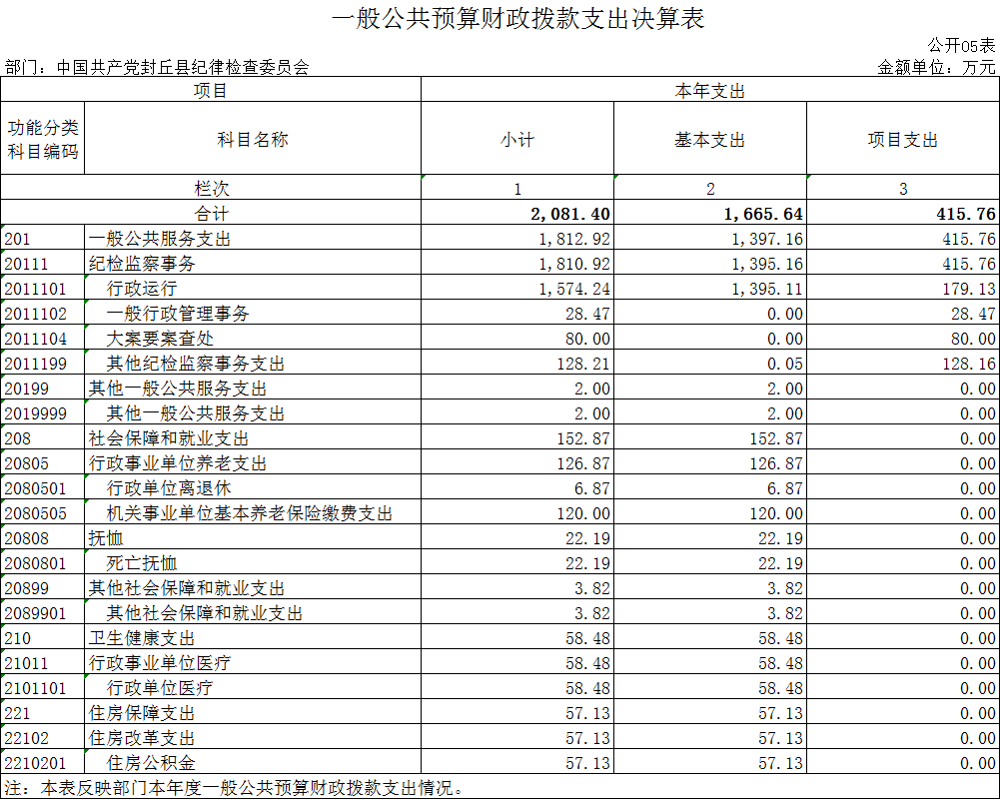 一般公共预算财政拨款支出决算表
公开05表
部门：中国共产党封丘县纪律检查委员会 金额单位：万元
项目 本年支出
功能分类科目编码 科目名称 小计 基本支出 项目支出
栏次 1 2 3
合计 2,081.40 1,665.64 415.76
201 一般公共服务支出 1,812.92 1,397.16 415.76
20111 纪检监察事务 1,810.92 1,395.16 415.76
2011101 行政运行 1,574.24 1,395.11 179.13
2011102 一般行政管理事务 28.47 0.00 28.47
2011104 大案要案查处 80.00 0.00 80.00
2011199 其他纪检监察事务支出 128.21 0.05 128.16
20199 其他一般公共服务支出 2.00 2.00 0.00
2019999 其他一般公共服务支出 2.00 2.00 0.00
208 社会保障和就业支出 152.87 152.87 0.00
20805 行政事业单位养老支出 126.87 126.87 0.00
2080501 行政单位离退休 6.87 6.87 0.00
2080505 机关事业单位基本养老保险缴费支出 120.00 120.00 0.00
20808 抚恤 22.19 22.19 0.00
2080801 死亡抚恤 22.19 22.19 0.00
20899 其他社会保障和就业支出 3.82 3.82 0.00
2089901 其他社会保障和就业支出 3.82 3.82 0.00
210 卫生健康支出 58.48 58.48 0.00
21011 行政事业单位医疗 58.48 58.48 0.00
2101101 行政单位医疗 58.48 58.48 0.00
221 住房保障支出 57.13 57.13 0.00
22102 住房改革支出 57.13 57.13 0.00
2210201 住房公积金 57.13 57.13 0.00
注：本表反映部门本年度一般公共预算财政拨款支出情况。